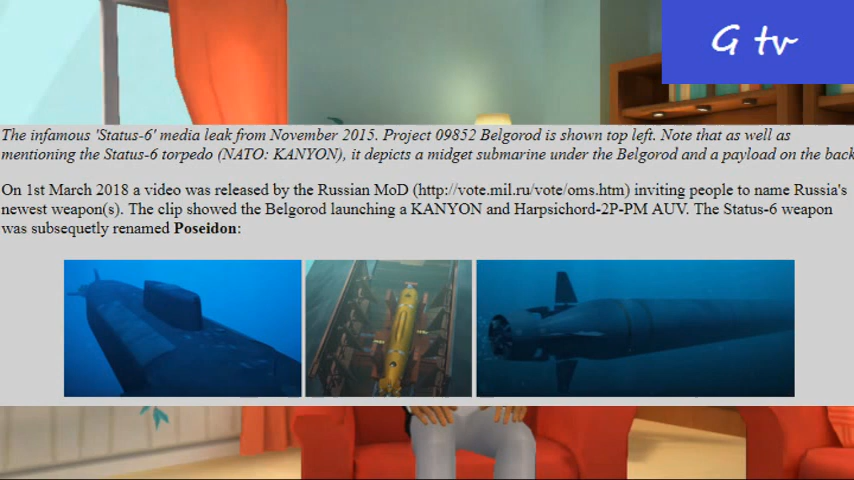 G tv
The infamous 'Status-6' media leak from November 2015. Project 09852 Belgorod is shown top left. Note that as well as
mentioning the Status-6 torpedo (NATO: KANYON), it depicts a midget submarine under the Belgorod and a payload on the back
On 1st March 2018 a video was released by the Russian MoD (http://vote.mil.ru/vote/oms.htm) inviting people to name Russia's
newest weapon(s). The clip showed the Belgorod launching a KANYON and Harpsichord-2P-PM AUV. The Status-6 weapon
was subsequetly renamed Poseidon: